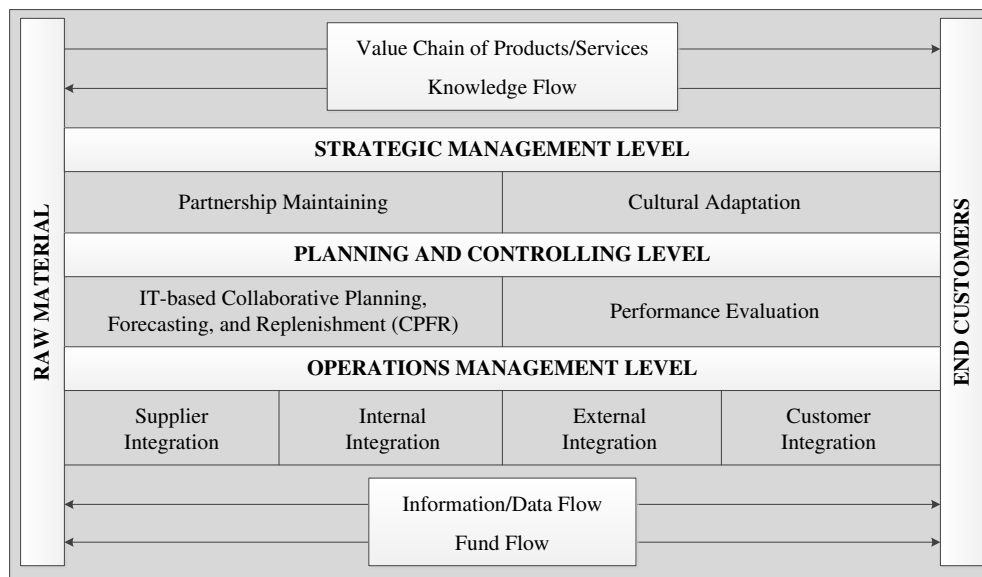 Value Chain of Products/Services
Knowledge Flow
RAW MATERIAL
STRATEGIC MANAGEMENT LEVEL
Partnership Maintaining
Cultural Adaptation
PLANNING AND CONTROLLING LEVEL
IT-based Collaborative Planning,
Forecasting, and Replenishment (CPFR)
Performance Evaluation
OPERATIONS MANAGEMENT LEVEL
Supplier
Integration
Internal
Integration
External
Integration
Customer
Integration
END CUSTOMERS
Information/Data Flow
Fund Flow